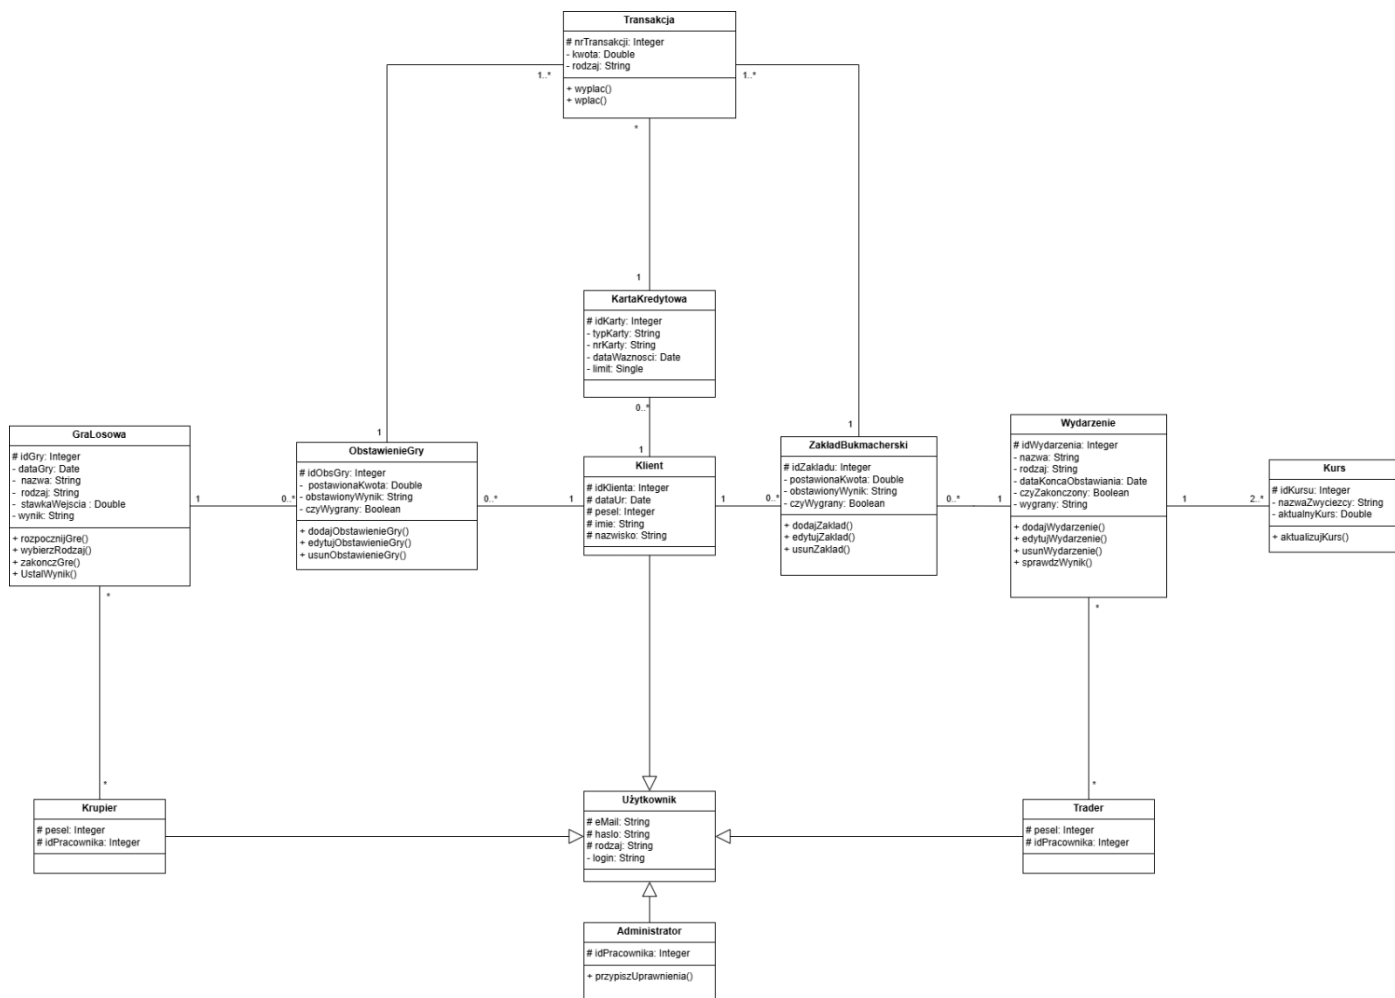 Transakcja
# nrTransakcji: Integer
- kwota: Double
- rodzaj: String
+ wyplac()
+ wplac()
1..*
1..*
*
1
KartaKredytowa
# idKarty: Integer
- typKarty: String
- nrKarty: String
- dataWaznosci: Date
- limit: Single
0..*
1
1
1
GraLosowa
# idGry: Integer
- dataGry: Date
- nazwa: String
- rodzaj: String
- stawkaWejscia : Double
- wynik: String
+ rozpocznijGre()
+ wybierzRodzaj()
+ zakonczGre()
+ UstalWynik()
1
0..*
ObstawienieGry
# idObsGry: Integer
- postawionaKwota: Double
- obstawionyWynik: String
- czyWygrany: Boolean
+ dodajObstawienieGry()
+ edytujObstawienieGry()
+ usunObstawienieGry()
0..*
1
Klient
# idKlienta: Integer
# dataUr: Date
# pesel: Integer
# imie: String
# nazwisko: String
1
0..*
ZakładBukmacherski
# idZakladu: Integer
- postawionaKwota: Double
- obstawionyWynik: String
- czyWygrany: Boolean
+ dodajZaklad()
+ edytujZaklad()
+ usunZaklad()
0..*
1
Wydarzenie
# idWydarzenia: Integer
- nazwa: String
- rodzaj: String
- dataKoncaObstawiania: Date
- czyZakonczony: Boolean
- wygrany: String
+ dodajWydarzenie()
+ edytujWydarzenie()
+ usunWydarzenie()
+ sprawdzWynik()
1
2..*
Kurs
# idKursu: Integer
- nazwaZwyciezcy: String
- aktualnyKurs: Double
+ aktualizujKurs()
*
*
*
*
Krupier
# pesel: Integer
# idPracownika: Integer
Użytkownik
# eMail: String
# haslo: String
# rodzaj: String
- login: String
Trader
# pesel: Integer
# idPracownika: Integer
Administrator
# idPracownika: Integer
+ przypiszUprawnienia()